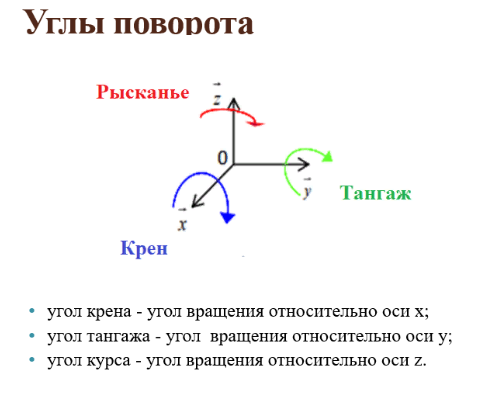 Углы поворота
Рысканье
z
0
y
Тангаж
x
Крен
• угол крена - угол вращения относительно оси x;
• угол тангажа - угол вращения относительно оси y;
• угол курса - угол вращения относительно оси z.